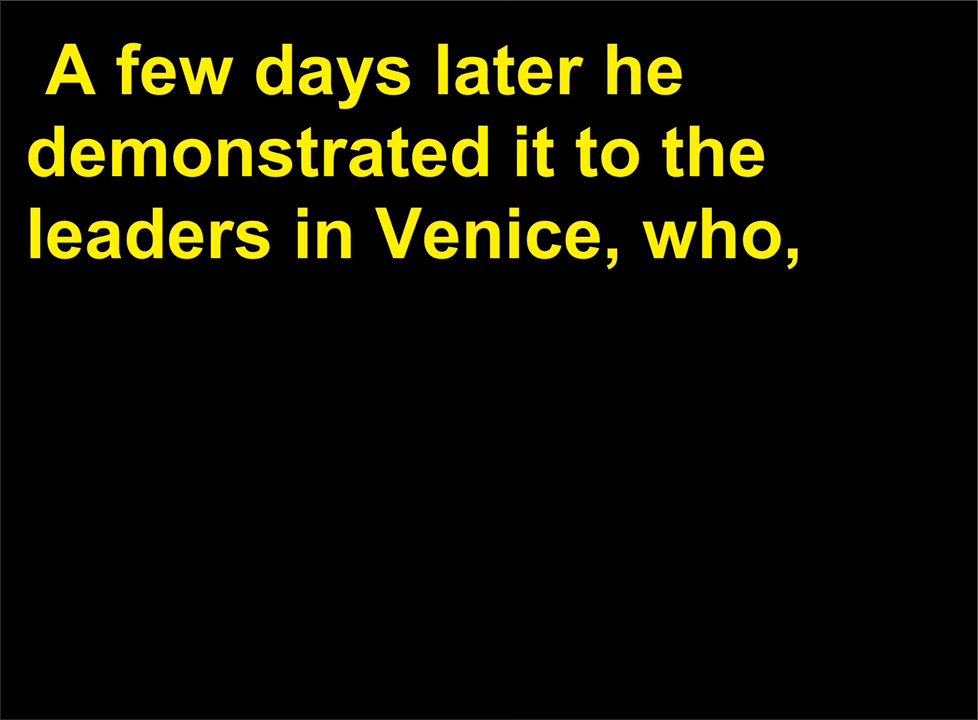 A few days later he
demonstrated it to the
leaders in Venice, who,